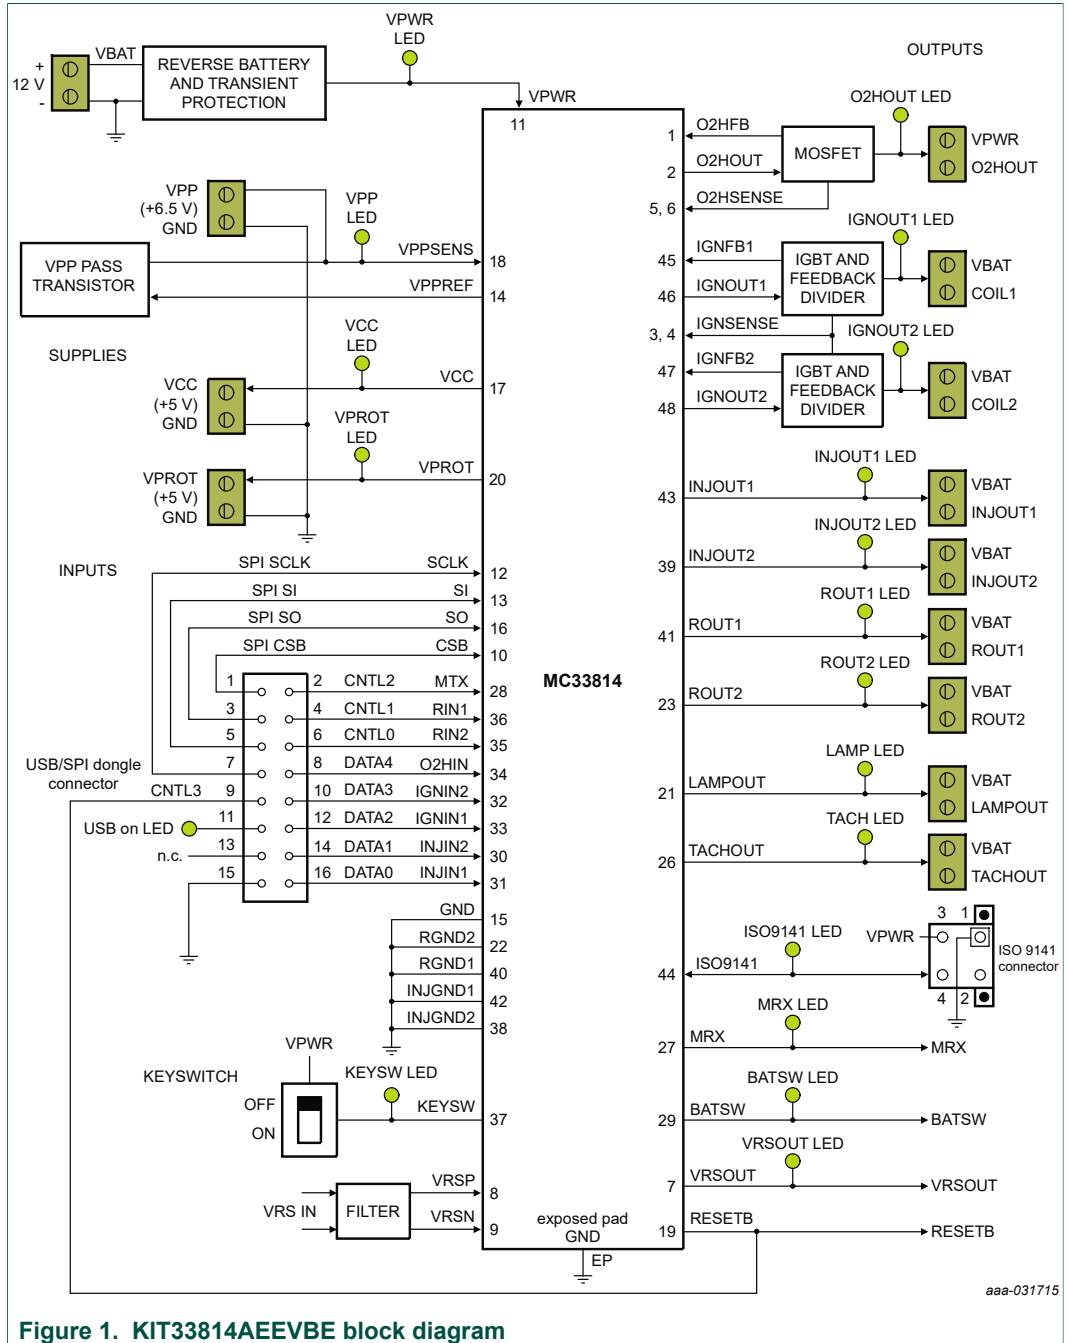 VPWR
LED
OUTPUTS
VBAT
+
12 V
-
REVERSE BATTERY
AND TRANSIENT
PROTECTION
VPWR
11
O2HOUT LED
1
O2HFB
MOSFET
VPWR
2
O2HOUT
O2HOUT
5, 6
O2HSENSE
VPP
(+6.5 V)
GND
VPP
LED
IGNOUT1 LED
VPP PASS
TRANSISTOR
VPPSENS
18
VPPREF
14
45
IGNFB1
46
IGNOUT1
IGBT AND
FEEDBACK
DIVIDER
VBAT
COIL1
3, 4
IGNSENSE
IGNOUT2 LED
47
IGNFB2
48
IGNOUT2
IGBT AND
FEEDBACK
DIVIDER
VBAT
COIL2
SUPPLIES
VCC
LED
VCC
(+5 V)
GND
VCC
17
VPROT
LED
VPROT
(+5 V)
GND
VPROT
20
INJOUT1 LED
43
INJOUT1
VBAT
INJOUT1
INJOUT2 LED
39
INJOUT2
VBAT
INJOUT2
ROUT1 LED
41
ROUT1
VBAT
ROUT1
ROUT2 LED
23
ROUT2
VBAT
ROUT2
INPUTS
SPI SCLK
SCLK
12
SPI SI
SI
13
SPI SO
SO
16
SPI CSB
CSB
10
MC33814
1
2
CNTL2
MTX
28
3
4
CNTL1
RIN1
36
5
6
CNTL0
RIN2
35
USB/SPI dongle
connector
7
8
DATA4
O2HIN
34
CNTL3
9
10
DATA3
IGNIN2
32
USB on LED
11
12
DATA2
IGNIN1
33
n.c.
13
14
DATA1
INJIN2
30
15
16
DATA0
INJIN1
31
LAMP LED
21
LAMPOUT
VBAT
LAMPOUT
TACH LED
26
TACHOUT
VBAT
TACHOUT
GND
15
RGND2
22
RGND1
40
INJGND1
42
INJGND2
38
ISO9141 LED
44
ISO9141
3
1
VPWR
4
2
ISO 9141
connector
MRX LED
27
MRX
MRX
VPWR
KEYSWITCH
OFF
ON
KEYSW LED
KEYSW
37
BATSW LED
29
BATSW
BATSW
VRSOUT LED
7
VRSOUT
VRSOUT
VRS IN
FILTER
VRSP
8
VRSN
9
exposed pad
GND
EP
19
RESETB
RESETB
aaa-031715
Figure 1. KIT33814AEEVBE block diagram